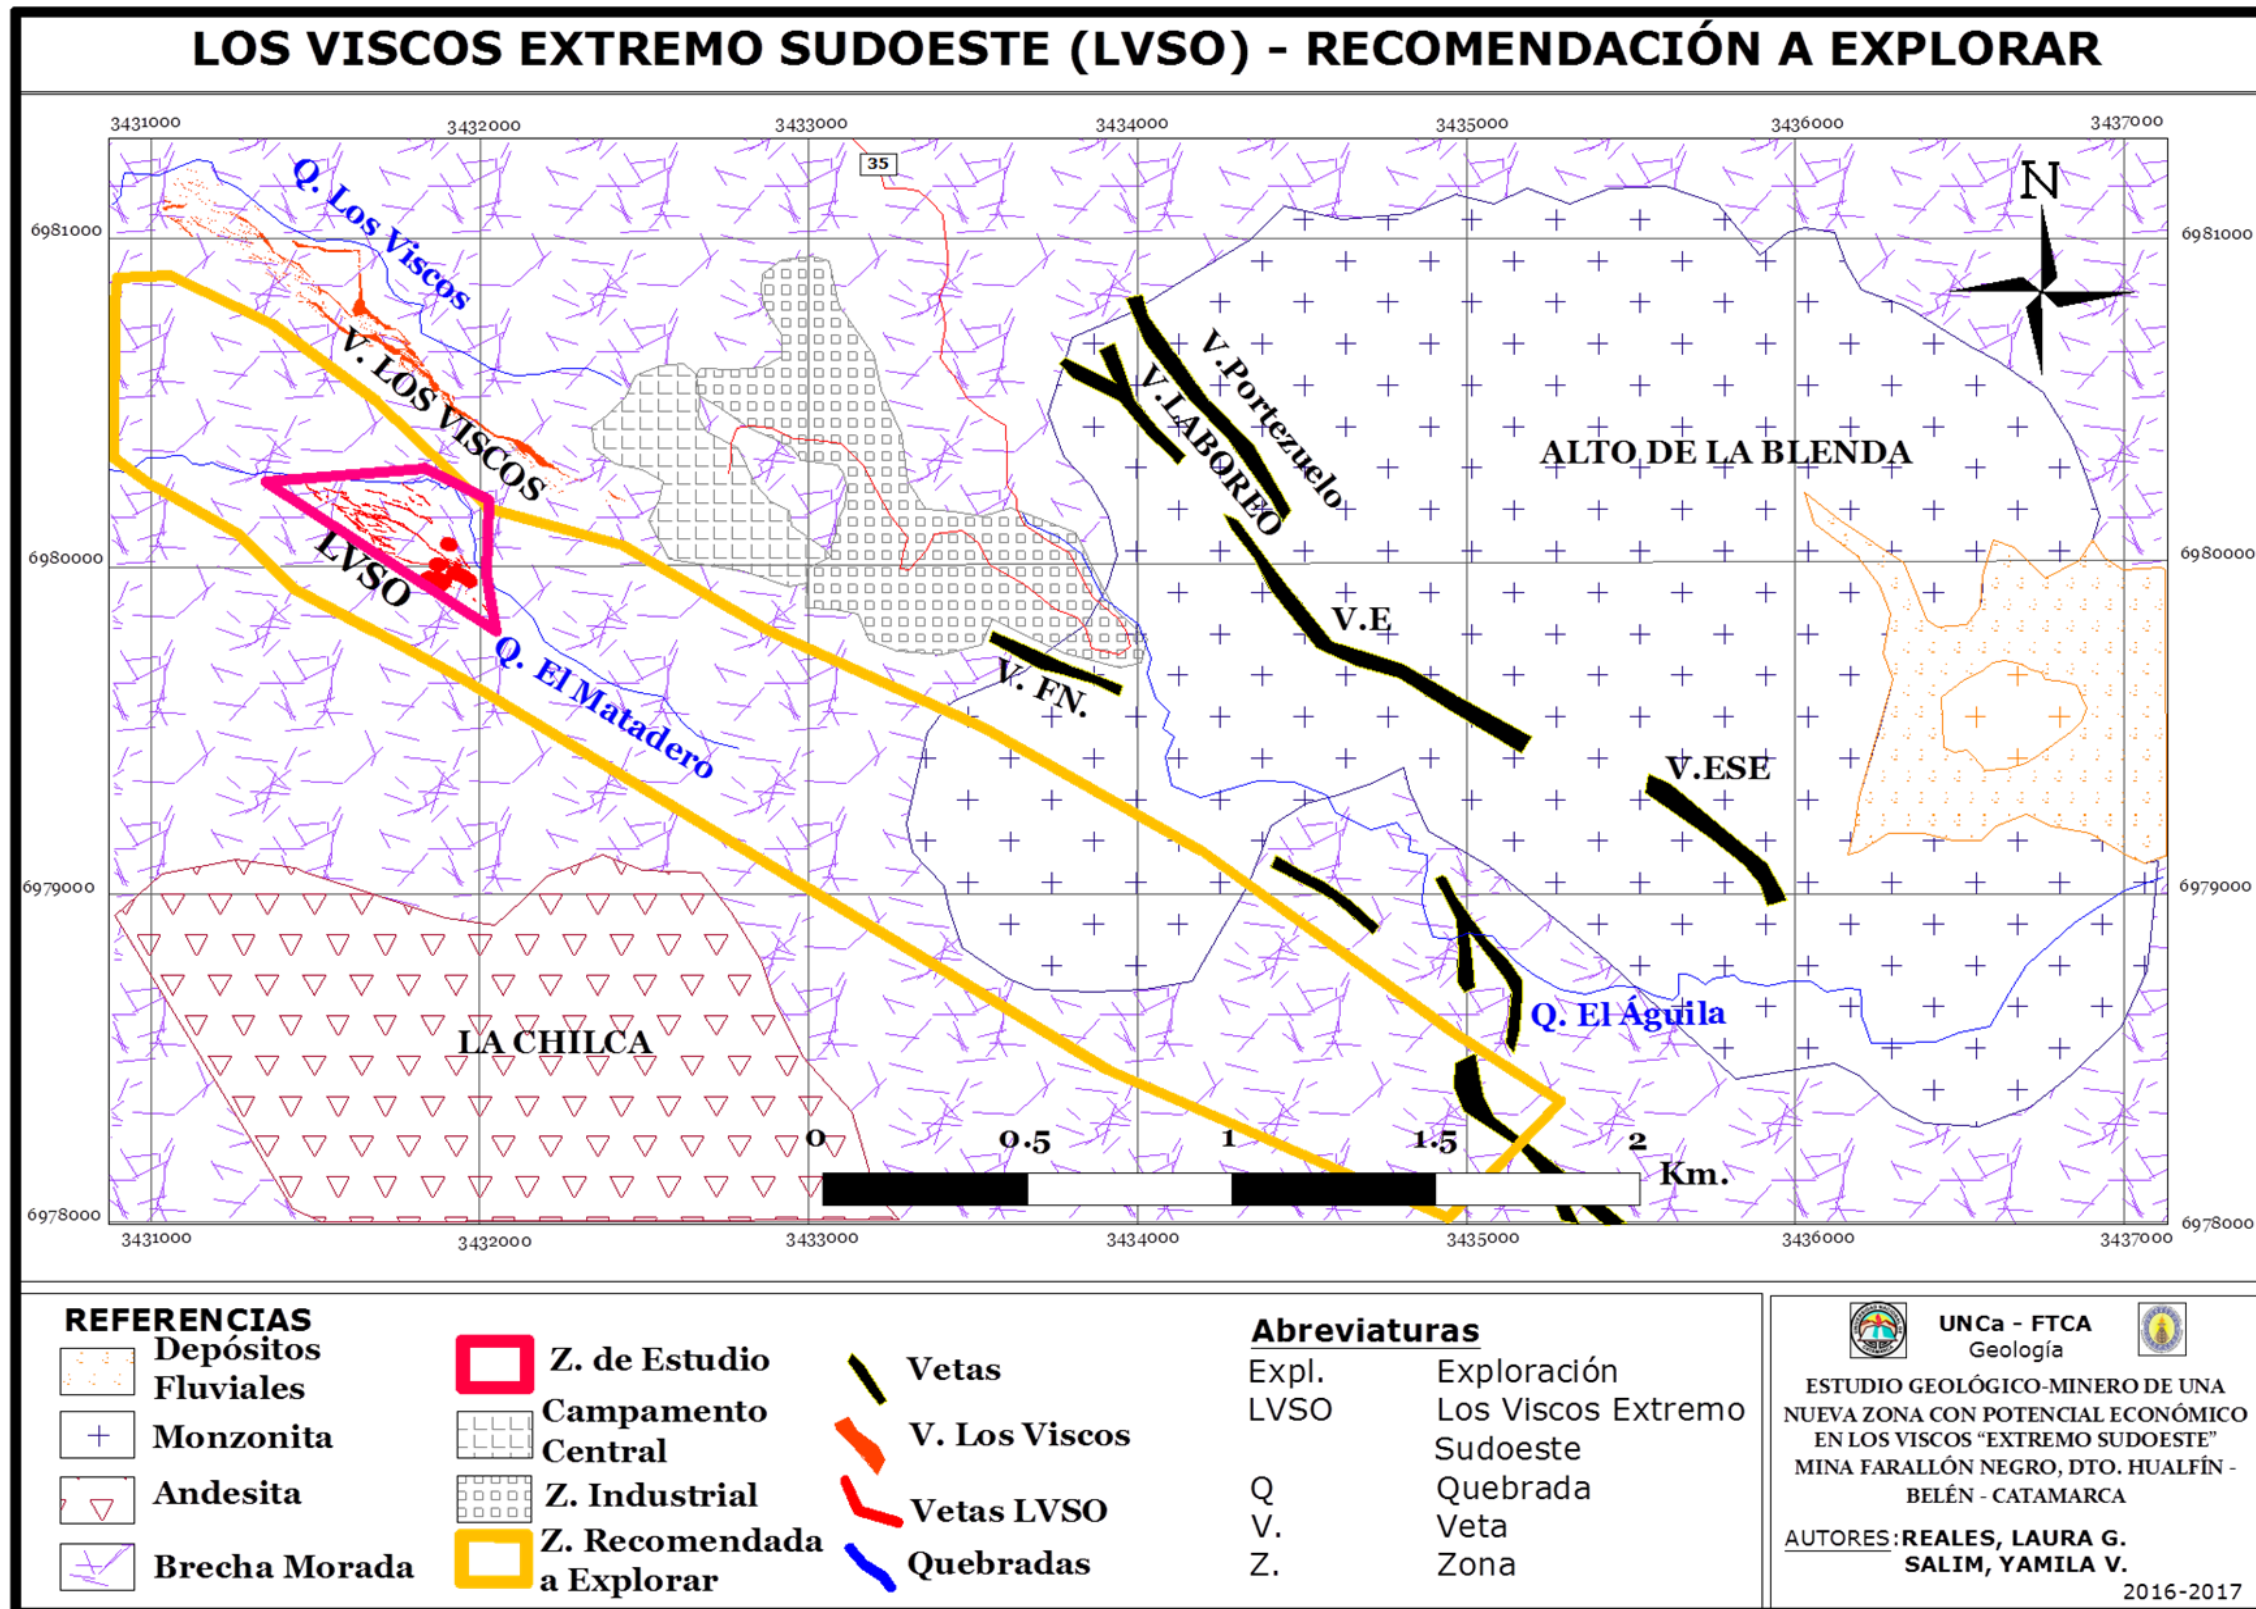 LOS VISCOS EXTREMO SUDOESTE (LVSO) - RECOMENDACIÓN A EXPLORAR
3431000 3432000 3433000 3434000 3435000 3436000 3437000
35
N
Q. Los Viscos
6981000 6981000
V. LOS VISCOS
V.Portezuelo
V.LABOREO
ALTO DE LA BLENDA
LVSO
6980000 6980000
V.E
Q. El Matadero
V. FN.
V.ESE
6979000 6979000
Q. El Águila
LA CHILCA
0 0.5 1 1.5 2
Km.
6978000 6978000
3431000 3432000 3433000 3434000 3435000 3436000 3437000
REFERENCIAS
Depósitos
Fluviales
Monzonita
Andesita
Brecha Morada
Z. de Estudio
Campamento
Central
Z. Industrial
Z. Recomendada
a Explorar
Vetas
V. Los Viscos
Vetas LVSO
Quebradas
Abreviaturas
Expl. Exploración
LVSO Los Viscos Extremo
Sudoeste
Q Quebrada
V. Veta
Z. Zona
UNCa - FTCA
Geología
ESTUDIO GEOLÓGICO-MINERO DE UNA
NUEVA ZONA CON POTENCIAL ECONÓMICO
EN LOS VISCOS “EXTREMO SUDOESTE”
MINA FARALLÓN NEGRO, DTO. HUALFÍN -
BELÉN - CATAMARCA
AUTORES:REALES, LAURA G.
SALIM, YAMILA V.
2016-2017